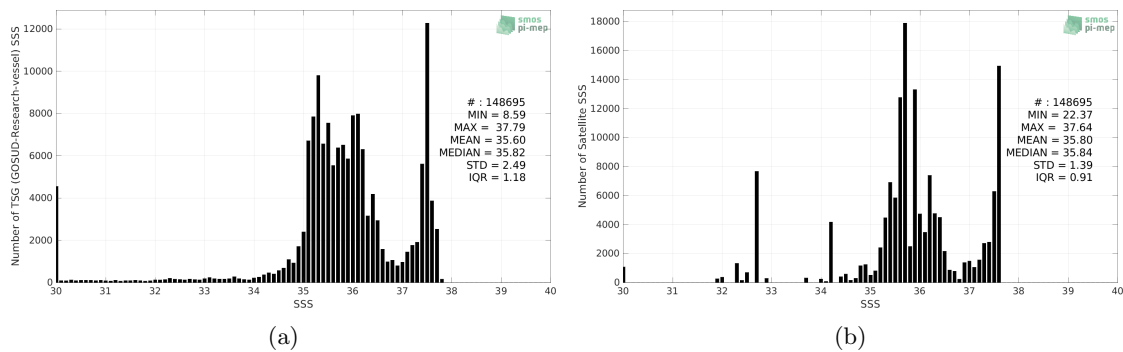 Number of TSG (GOSUD-Research-vessel) SSS
12000
10000
8000
6000
4000
2000
0
30 31 32 33 34 35 36 37 38 39 40
SSS
smos
pi-mep
# : 148695
MIN = 8.59
MAX = 37.79
MEAN = 35.60
MEDIAN = 35.82
STD = 2.49
IQR = 1.18
(a)
Number of Satellite SSS
18000
16000
14000
12000
10000
8000
6000
4000
2000
0
30 31 32 33 34 35 36 37 38 39 40
SSS
smos
pi-mep
# : 148695
MIN = 22.37
MAX = 37.64
MEAN = 35.80
MEDIAN = 35.84
STD = 1.39
IQR = 0.91
(b)